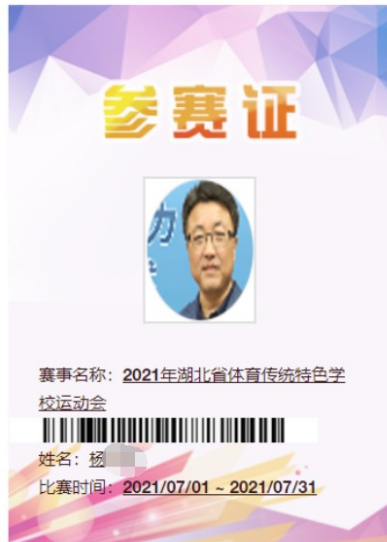 参赛证
力
赛事名称：2021年湖北省体育传统特色学
校运动会
姓名：杨
比赛时间：2021/07/01 ~ 2021/07/31